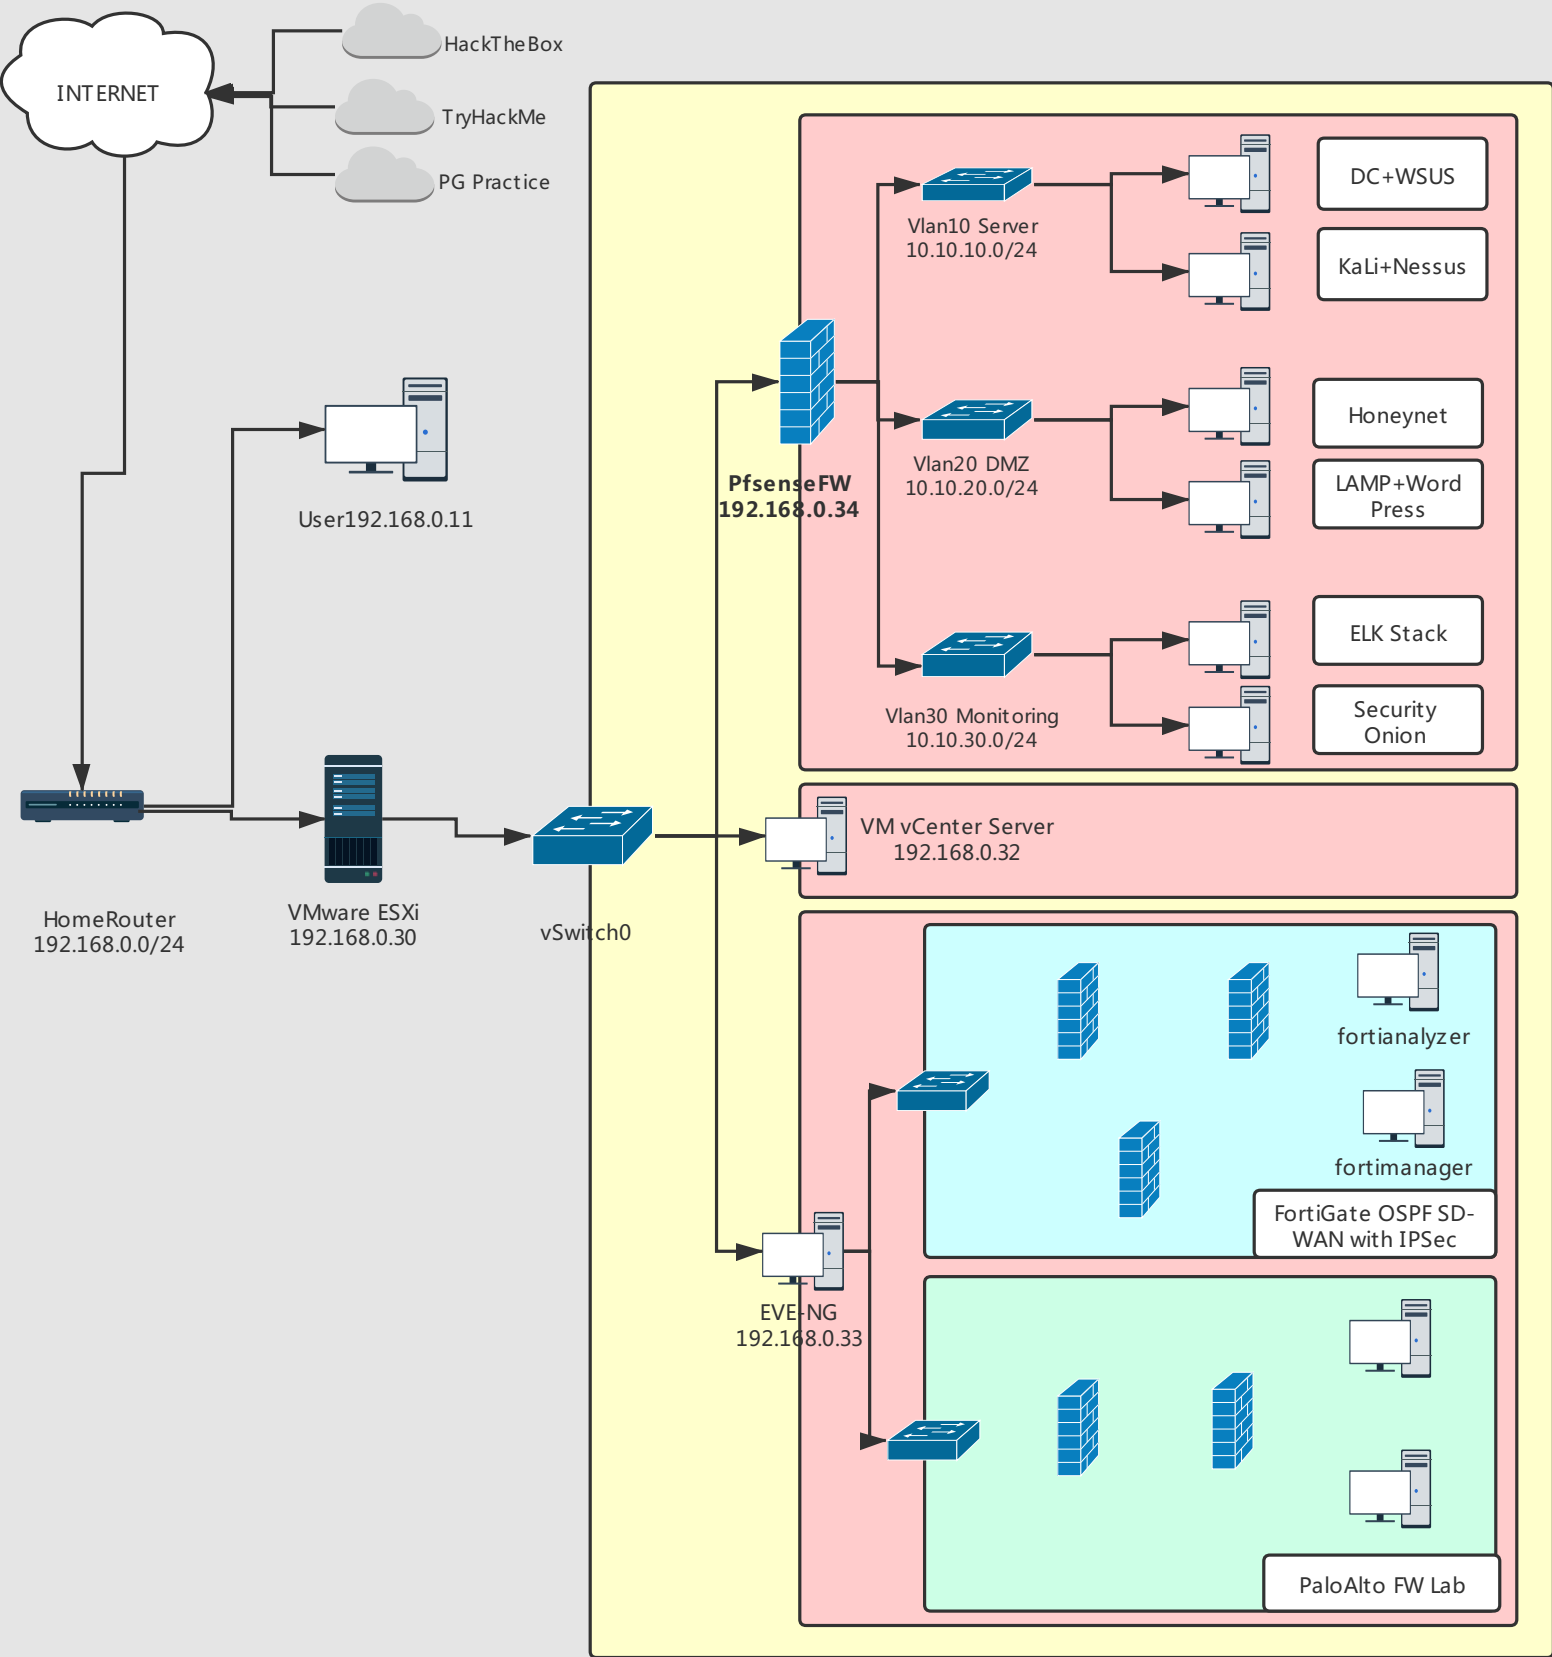 INTERNET
HackTheBox
TryHackMe
PG Practice
DC+WSUS
Vlan10 Server
10.10.10.0/24
KaLi+Nessus
Honeynet
Vlan20 DMZ
10.10.20.0/24
LAMP+Word
Press
PfsenseFW
192.168.0.34
User192.168.0.11
ELK Stack
Vlan30 Monitoring
10.10.30.0/24
Security
Onion
VM vCenter Server
192.168.0.32
HomeRouter
192.168.0.0/24
VMware ESXi
192.168.0.30
vSwitch0
fortianalyzer
fortimanager
FortiGate OSPF SD-
WAN with IPSec
EVE-NG
192.168.0.33
PaloAlto FW Lab